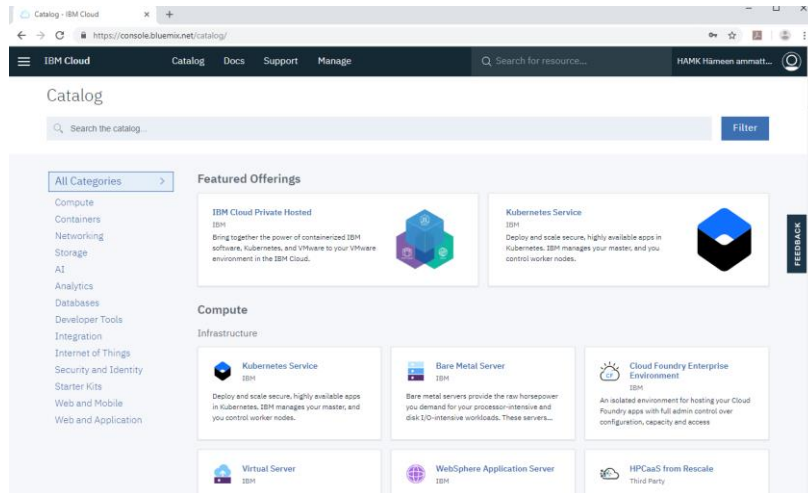 Catalog - IBM Cloud
https://console.bluemix.net/catalog/
IBM Cloud Catalog Docs Support Manage Search for resource... HAMK Hämeen ammatt...
Catalog
Search the catalog... Filter
All Categories
Compute
Containers
Networking
Storage
AI
Analytics
Databases
Developer Tools
Integration
Internet of Things
Security and Identity
Starter Kits
Web and Mobile
Web and Application
Featured Offerings
IBM Cloud Private Hosted
IBM
Bring together the power of containerized IBM
software, Kubernetes, and VMware to your VMware
environment in the IBM Cloud.
Kubernetes Service
IBM
Deploy and scale secure, highly available apps in
Kubernetes. IBM manages your master, and you
control worker nodes.
FEEDBACK
Compute
Infrastructure
Kubernetes Service
IBM
Deploy and scale secure, highly available apps
in Kubernetes. IBM manages your master, and
you control worker nodes.
Bare Metal Server
IBM
Bare metal servers provide the raw horsepower
you demand for your processor-intensive and
disk I/O-intensive workloads. These servers...
CF
Cloud Foundry Enterprise
Environment
IBM
An isolated environment for hosting your Cloud
Foundry apps with full admin control over
configuration, capacity and access
Virtual Server
IBM
WebSphere Application Server
IBM
HPCaaS from Rescale
Third Party